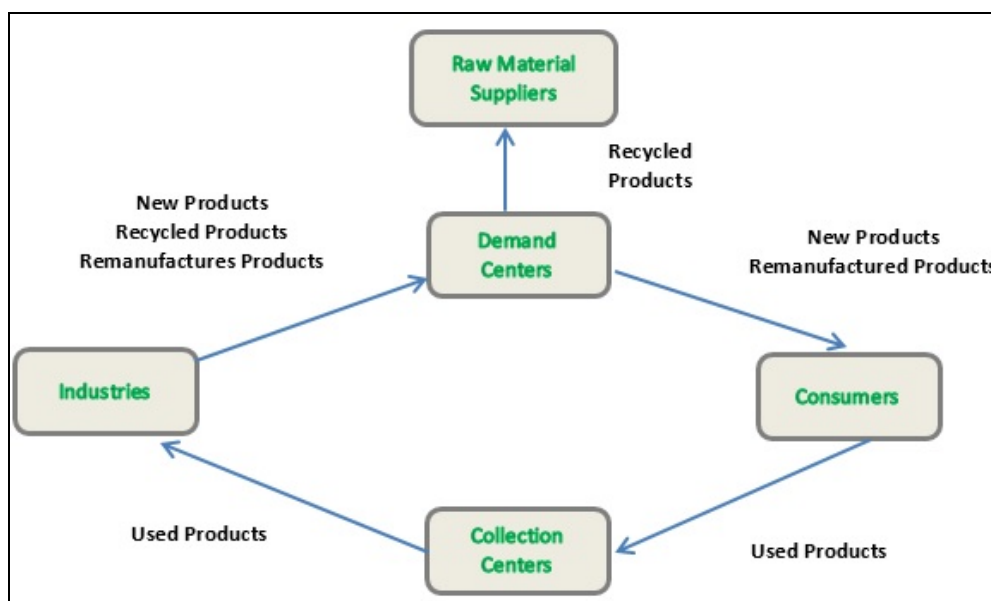 Raw Material
Suppliers
Recycled
Products
New Products
Recycled Products
Remanufactures Products
Demand
Centers
New Products
Remanufactured Products
Industries
Consumers
Used Products
Collection
Centers
Used Products